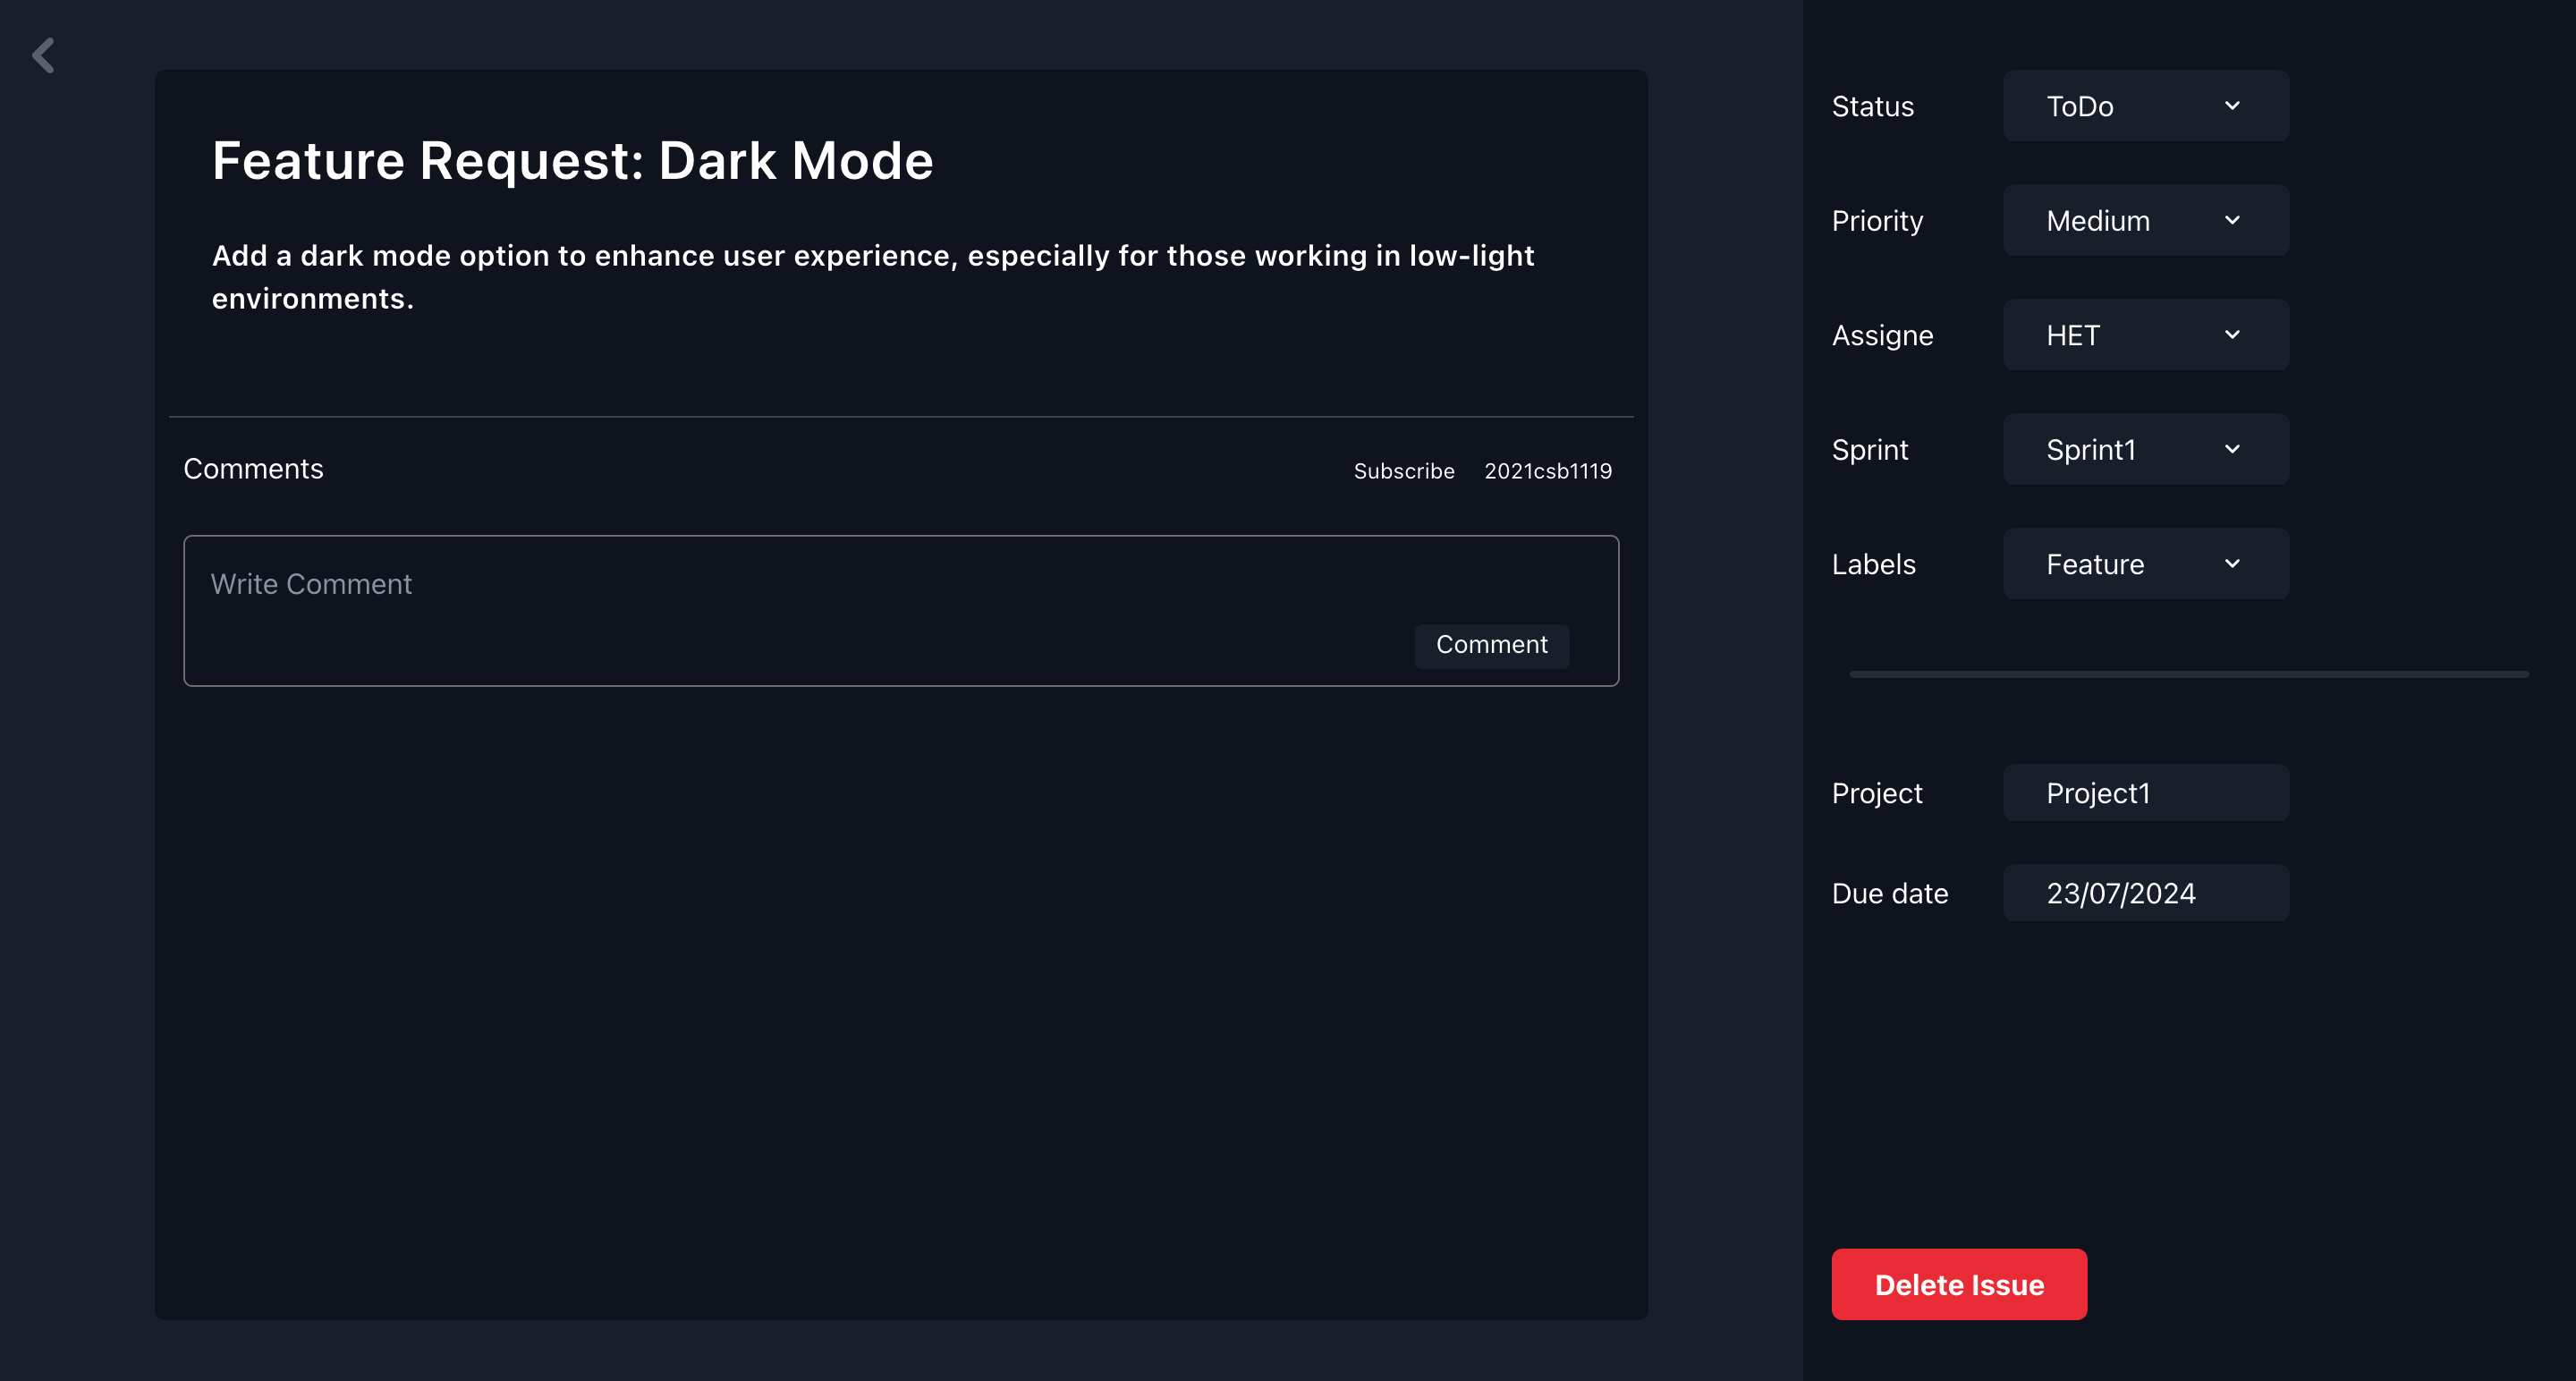 Feature Request: Dark Mode
Add a dark mode option to enhance user experience, especially for those working in low-light
environments.
Comments
Subscribe 2021csb1119
Write Comment
Comment
Status ToDo
Priority Medium
Assigne HET
Sprint Sprint1
Labels Feature
Project Project1
Due date 23/07/2024
Delete Issue